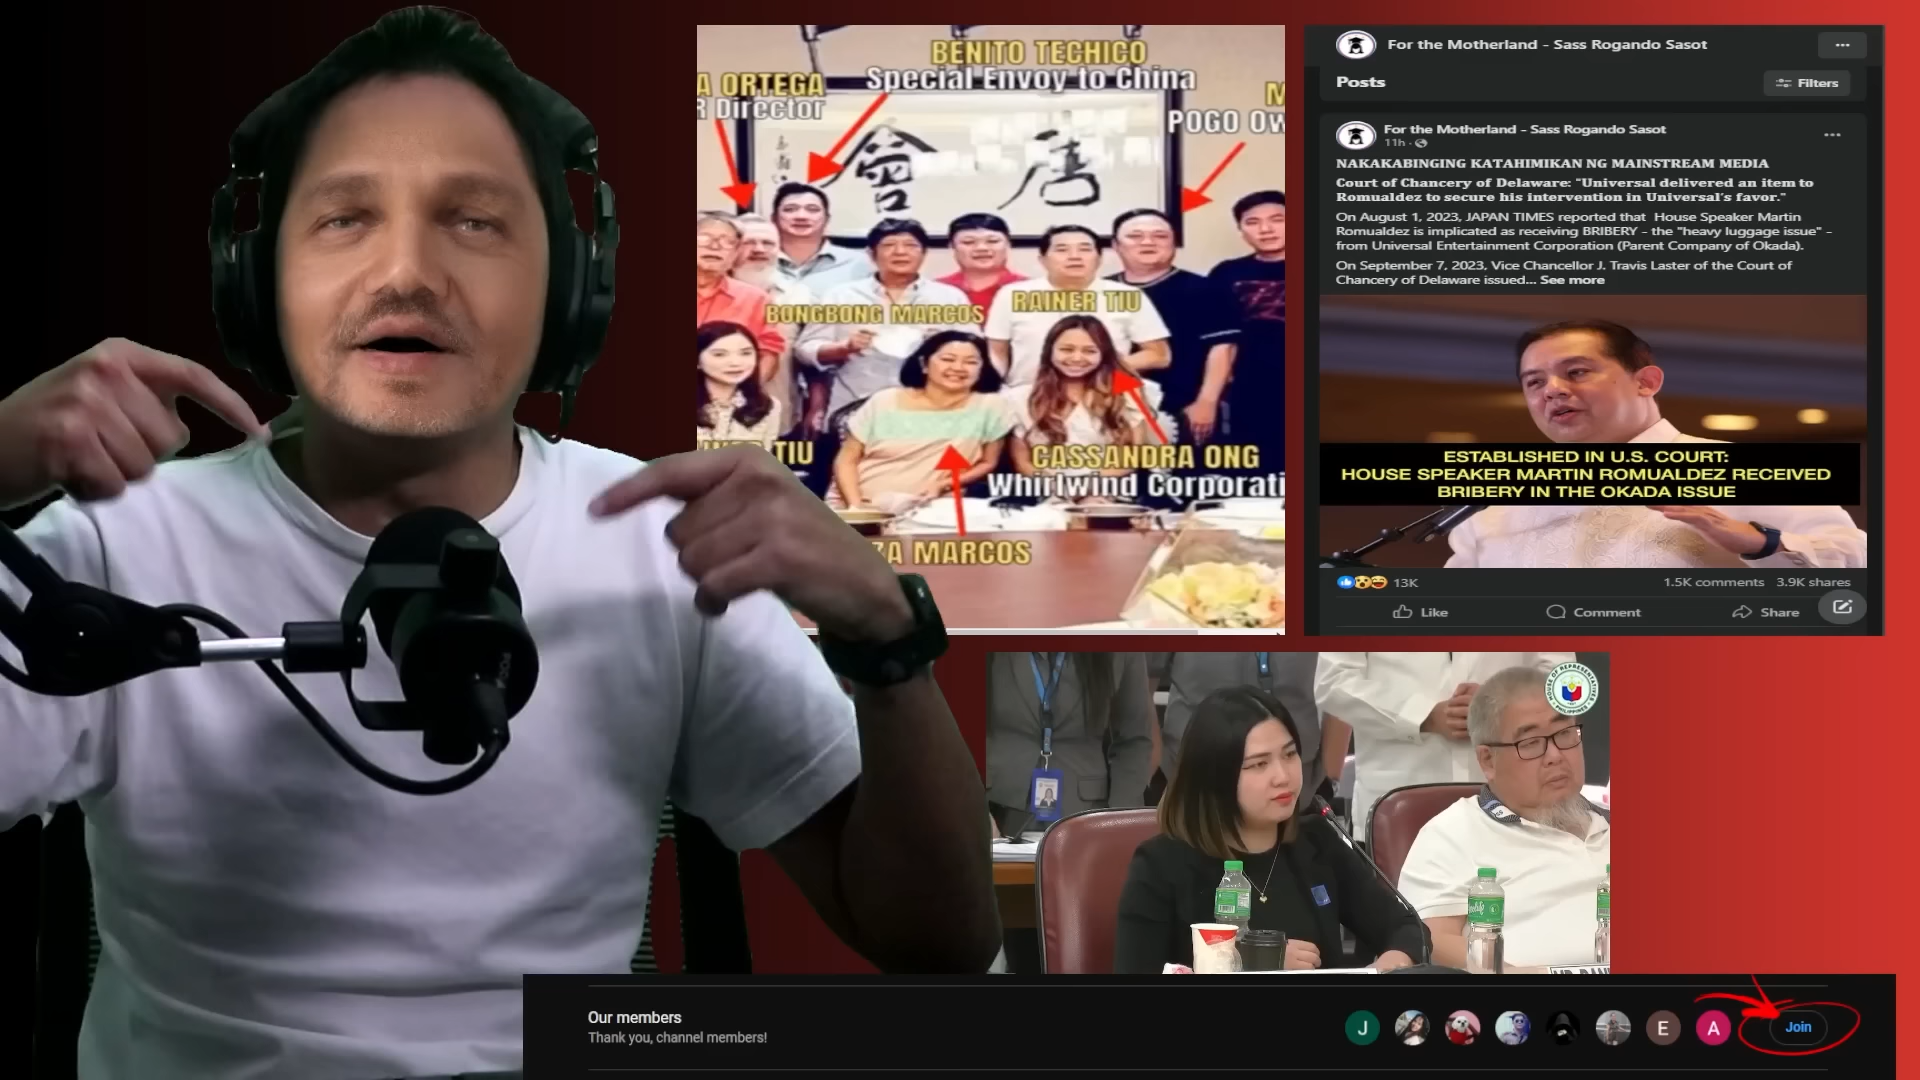 BENITO TECHICO
Special Envoy to China
A ORTEGA
R Director
POGO Ow
BONGBONG MARCOS
RAINER TIU
TIU
CASSANDRA ONG
Whirlwind Corporati
ZA MARCOS
For the Motherland - Sass Rogando Sasot
Posts
Filters
For the Motherland - Sass Rogando Sasot
11h
NAKAKABINGING KATAHIMIKAN NG MAINSTREAM MEDIA
Court of Chancery of Delaware: "Universal delivered an item to
Romualdez to secure his intervention in Universal's favor."
On August 1, 2023, JAPAN TIMES reported that House Speaker Martin
Romualdez is implicated as receiving BRIBERY - the "heavy luggage issue" -
from Universal Entertainment Corporation (Parent Company of Okada).
On September 7, 2023, Vice Chancellor J. Travis Laster of the Court of
Chancery of Delaware issued... See more
ESTABLISHED IN U.S. COURT:
HOUSE SPEAKER MARTIN ROMUALDEZ RECEIVED
BRIBERY IN THE OKADA ISSUE
13K
1.5K comments 3.9K shares
Like
Comment
Share
HOUSE OF REPRESENTATIVES
PHILIPPINES
Our members
Thank you, channel members!
J
E
A
Join